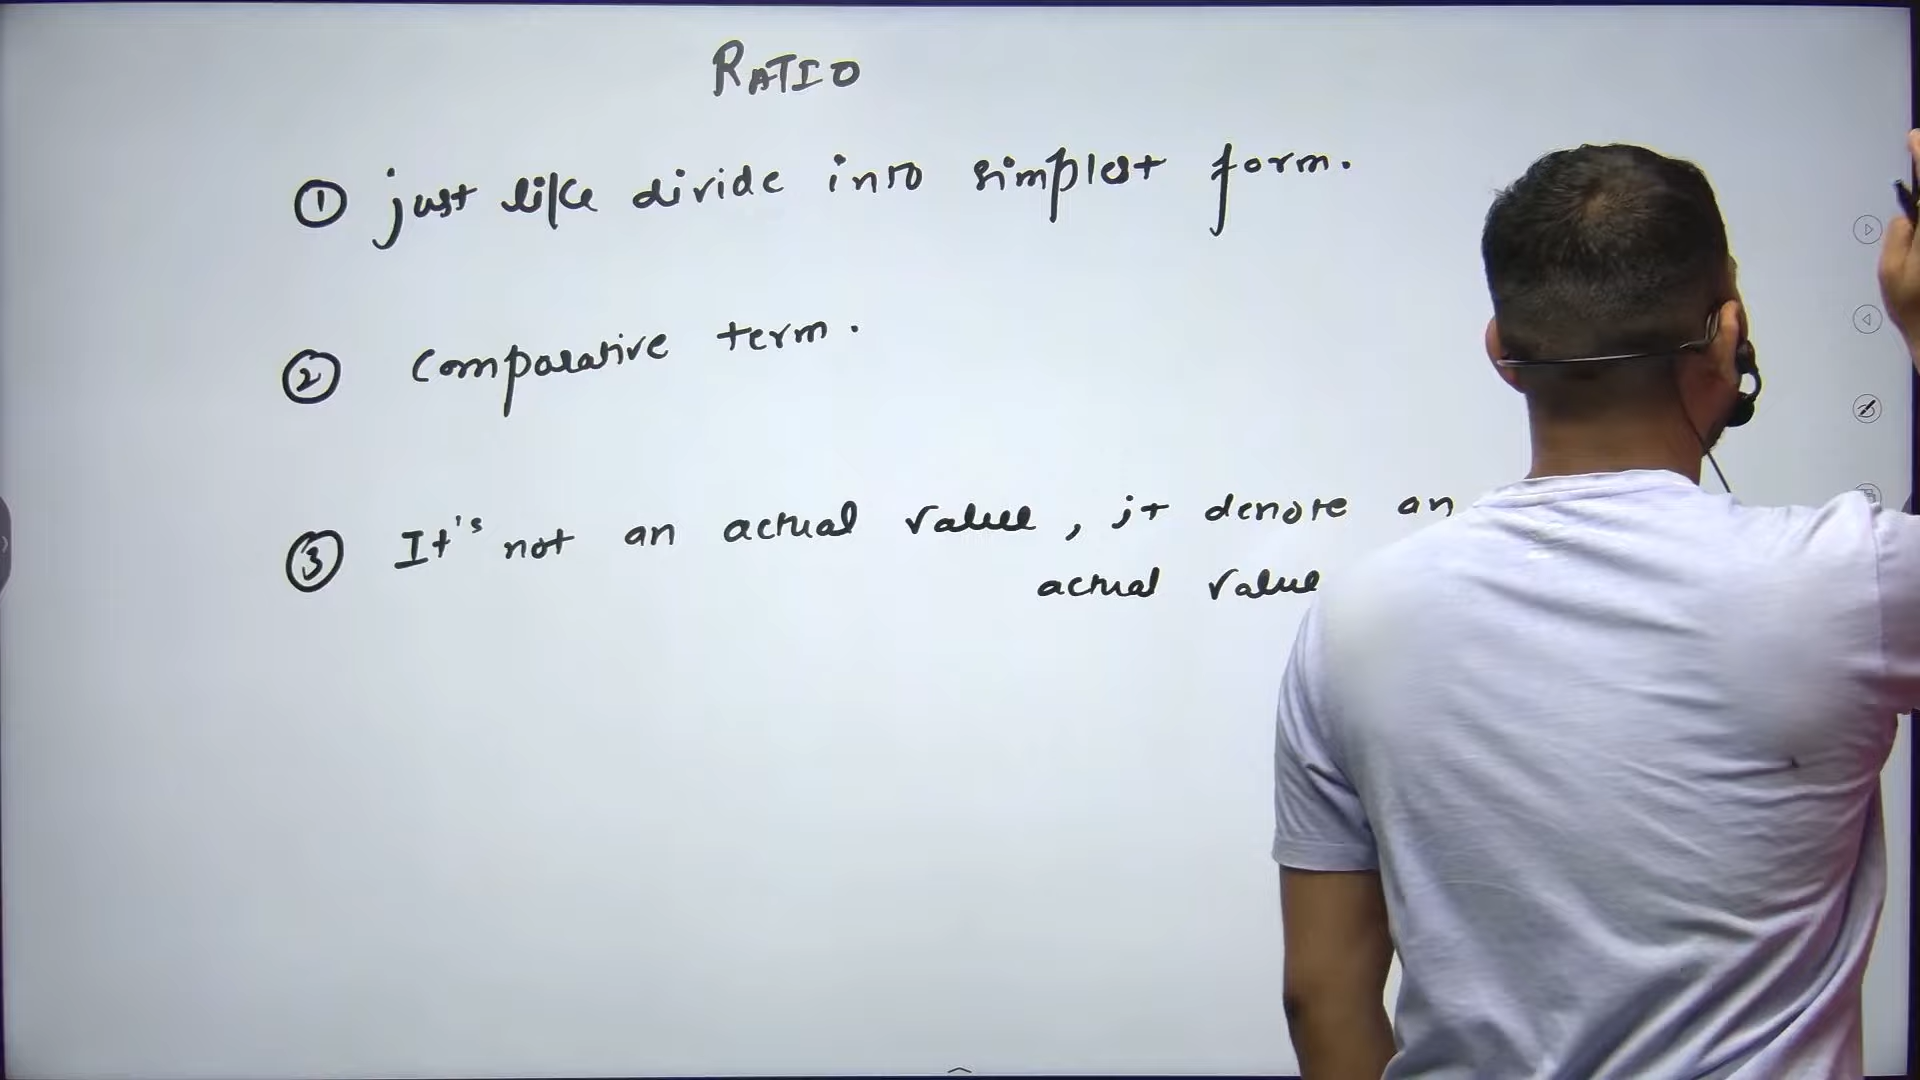 RATIO
① just like divide into simplest form.
② Comparative term.
③ It's not an actual value, it denote an
actual value